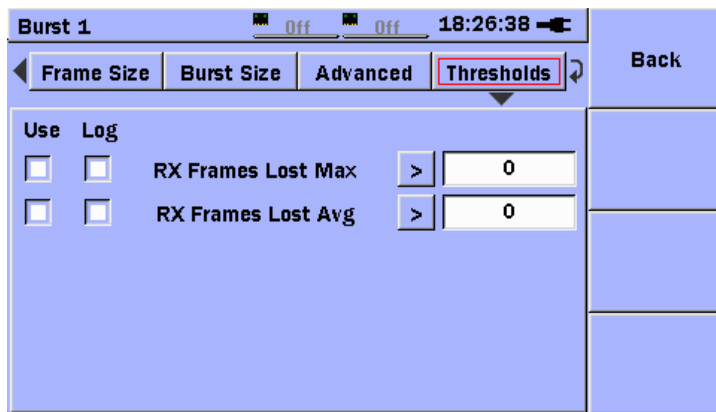 Burst 1 Off Off 18:26:38
Back
Frame Size Burst Size Advanced Thresholds
Use Log
RX Frames Lost Max > 0
RX Frames Lost Avg > 0